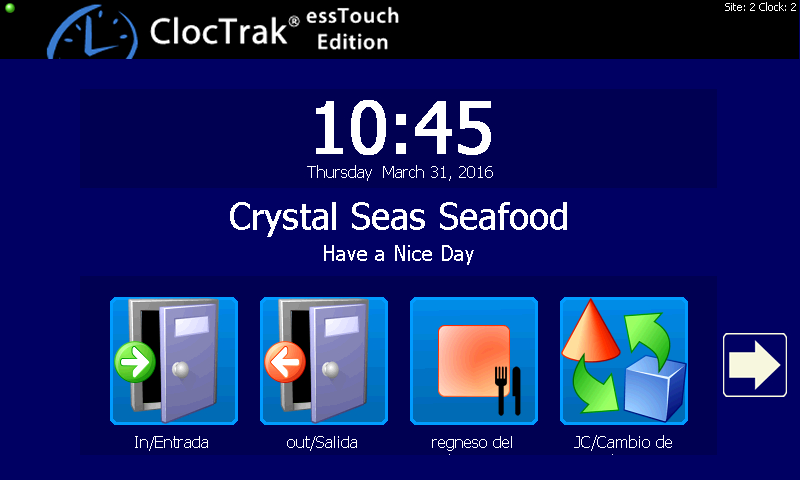 Site: 2 Clock: 2
ClocTrak® essTouch
Edition
10:45
Thursday March 31, 2016
Crystal Seas Seafood
Have a Nice Day
In/Entrada
out/Salida
regneso del
JC/Cambio de